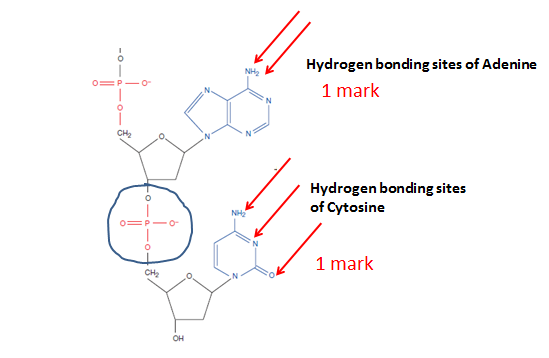 O
O=P—O⁻
O
CH₂
O
NH₂
N
N
N
N
Hydrogen bonding sites of Adenine
1 mark
O
O=P—O⁻
O
CH₂
O
OH
NH₂
N
N
O
Hydrogen bonding sites
of Cytosine
1 mark